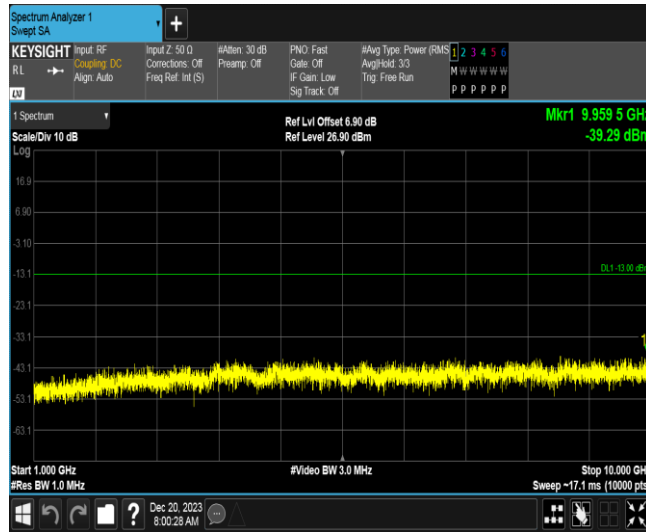 Spectrum Analyzer 1
Swept SA
KEYSIGHT Input: RF Input Z: 50 Ω #Atten: 30 dB PNO: Fast #Avg Type: Power (RMS 1 2 3 4 5 6
RL Coupling: DC Corrections: Off Preamp: Off Gate: Off Avg|Hold: 3/3 M W W W W W
Align: Auto Freq Ref: Int (S) IF Gain: Low Trig: Free Run
LXI Sig Track: Off P P P P P P
1 Spectrum Ref Lvl Offset 6.90 dB Mkr1 9.959 5 GHz
Scale/Div 10 dB Ref Level 26.90 dBm -39.29 dBm
Log
16.9
6.90
-3.10
-13.1 DL1 -13.00 dBm
-23.1
-33.1 1
-43.1
-53.1
-63.1
Start 1.000 GHz #Video BW 3.0 MHz Stop 10.000 GHz
#Res BW 1.0 MHz Sweep ~17.1 ms (10000 pts
? Dec 20, 2023
8:00:28 AM